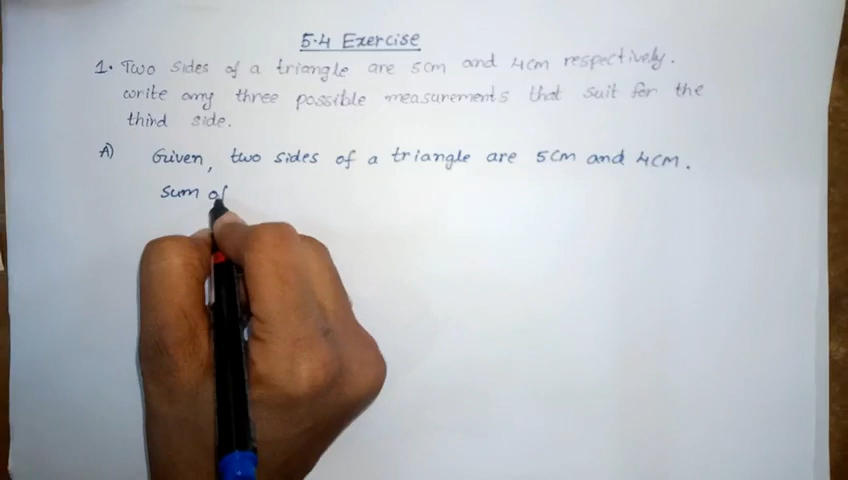 5.4 Exercise
1. Two sides of a triangle are 5cm and 4cm respectively.
write any three possible measurements that suit for the
third side.
A) Given, two sides of a triangle are 5cm and 4cm.
Sum of